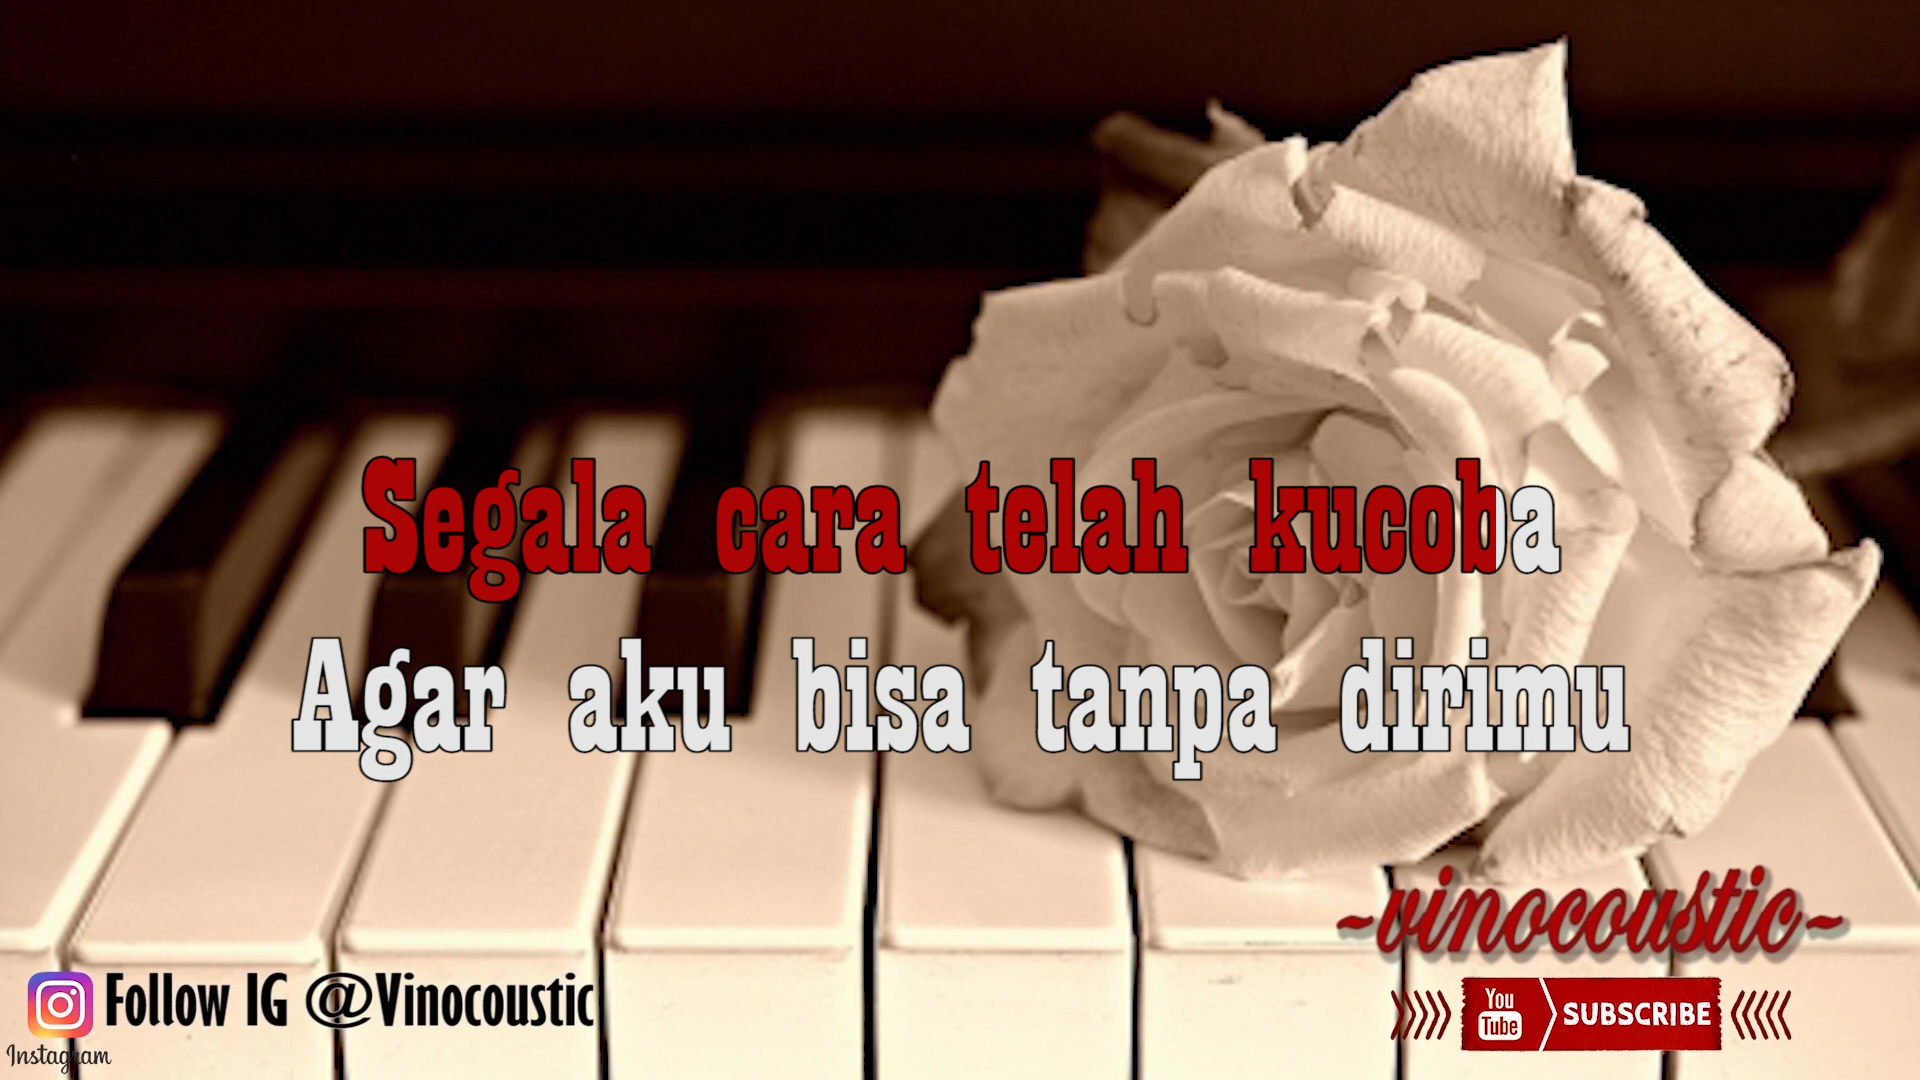 Segala cara telah kucoba
Agar aku bisa tanpa dirimu
~vinocoustic~
Follow IG @Vinocoustic
Instagram
You
Tube
SUBSCRIBE